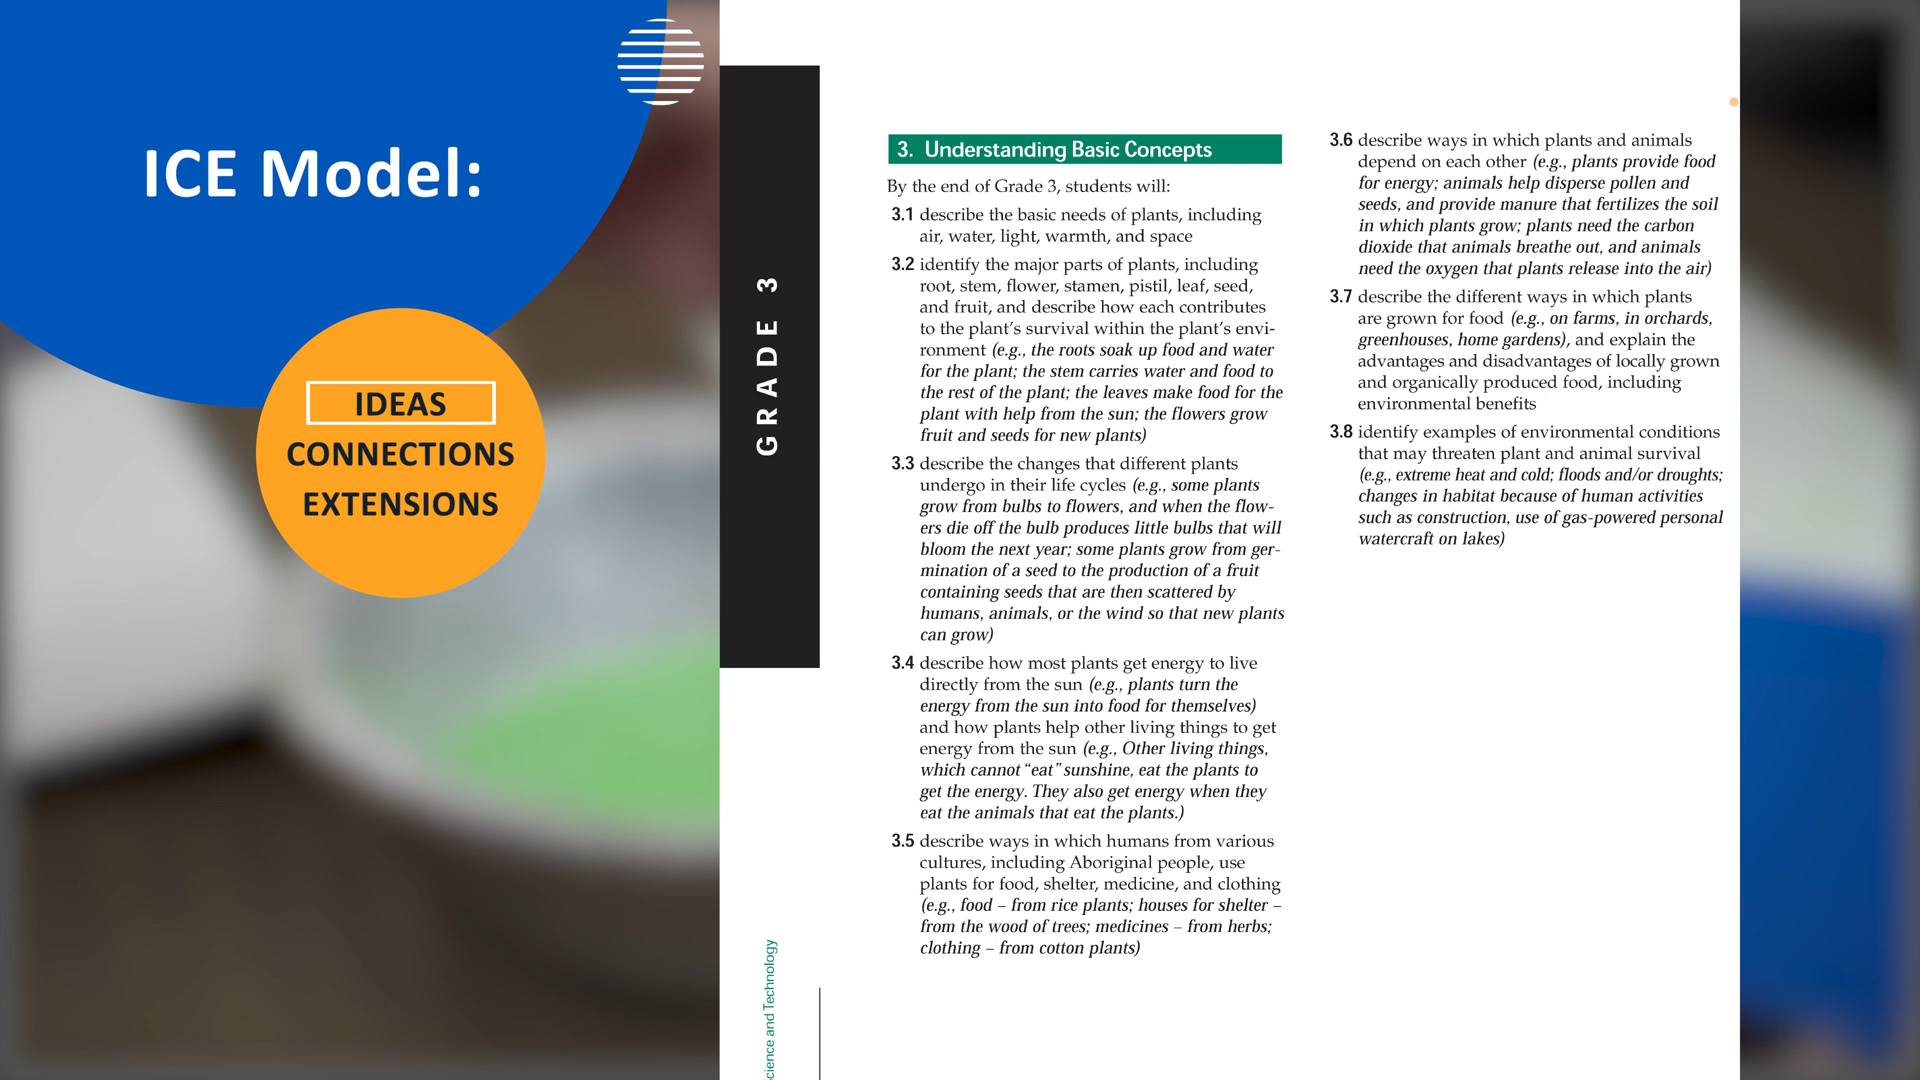 ICE Model:
IDEAS
CONNECTIONS
EXTENSIONS
GRADE 3
3. Understanding Basic Concepts
By the end of Grade 3, students will:
3.1 describe the basic needs of plants, including
air, water, light, warmth, and space
3.2 identify the major parts of plants, including
root, stem, flower, stamen, pistil, leaf, seed,
and fruit, and describe how each contributes
to the plant’s survival within the plant’s envi-
ronment (e.g., the roots soak up food and water
for the plant; the stem carries water and food to
the rest of the plant; the leaves make food for the
plant with help from the sun; the flowers grow
fruit and seeds for new plants)
3.3 describe the changes that different plants
undergo in their life cycles (e.g., some plants
grow from bulbs to flowers, and when the flow-
ers die off the bulb produces little bulbs that will
bloom the next year; some plants grow from ger-
mination of a seed to the production of a fruit
containing seeds that are then scattered by
humans, animals, or the wind so that new plants
can grow)
3.4 describe how most plants get energy to live
directly from the sun (e.g., plants turn the
energy from the sun into food for themselves)
and how plants help other living things to get
energy from the sun (e.g., Other living things,
which cannot “eat” sunshine, eat the plants to
get the energy. They also get energy when they
eat the animals that eat the plants.)
3.5 describe ways in which humans from various
cultures, including Aboriginal people, use
plants for food, shelter, medicine, and clothing
(e.g., food – from rice plants; houses for shelter –
from the wood of trees; medicines – from herbs;
clothing – from cotton plants)
3.6 describe ways in which plants and animals
depend on each other (e.g., plants provide food
for energy; animals help disperse pollen and
seeds, and provide manure that fertilizes the soil
in which plants grow; plants need the carbon
dioxide that animals breathe out, and animals
need the oxygen that plants release into the air)
3.7 describe the different ways in which plants
are grown for food (e.g., on farms, in orchards,
greenhouses, home gardens), and explain the
advantages and disadvantages of locally grown
and organically produced food, including
environmental benefits
3.8 identify examples of environmental conditions
that may threaten plant and animal survival
(e.g., extreme heat and cold; floods and/or droughts;
changes in habitat because of human activities
such as construction, use of gas-powered personal
watercraft on lakes)
cience and Technology